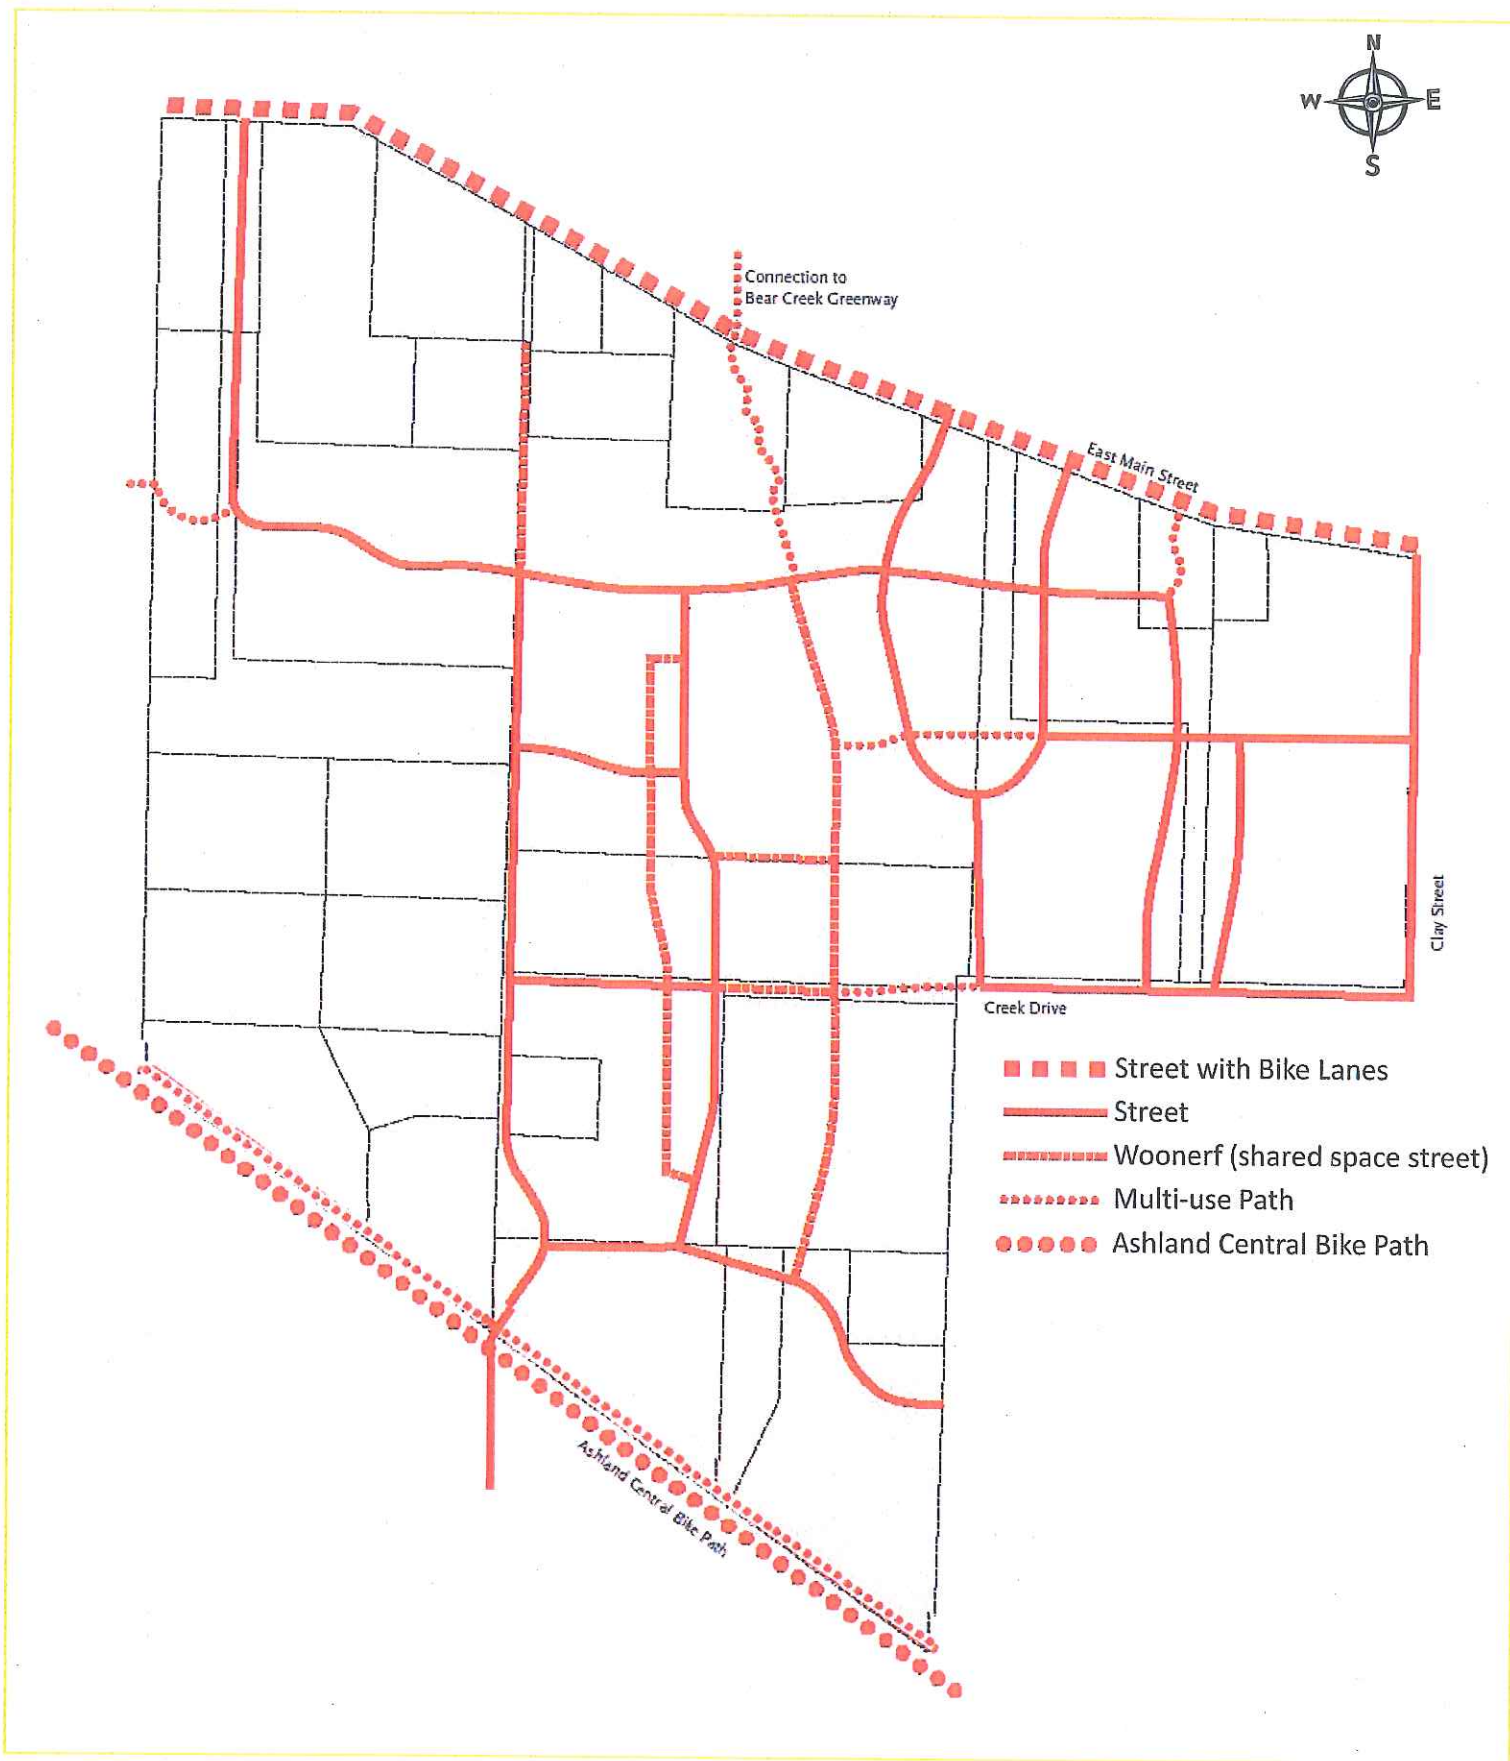 N
W
E
S
Connection to
Bear Creek Greenway
East Main Street
Clay Street
Creek Drive
Street with Bike Lanes
Street
Woonerf (shared space street)
Multi-use Path
Ashland Central Bike Path
Ashland Central Bike Path